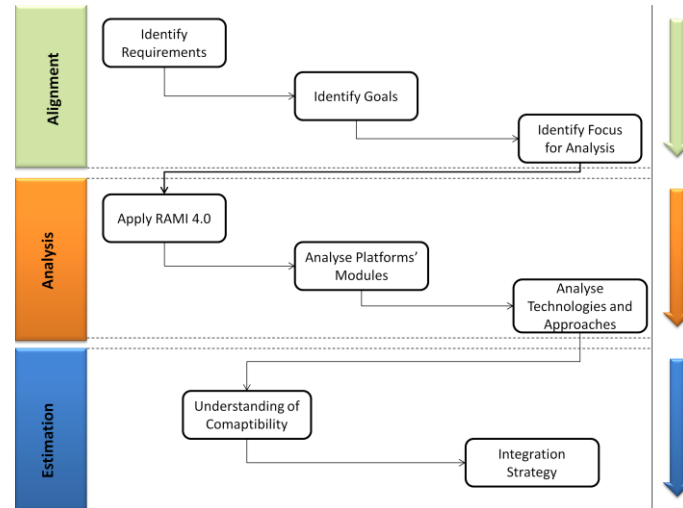 Alignment
Identify
Requirements
Identify Goals
Identify Focus
for Analysis
Analysis
Apply RAMI 4.0
Analyse Platforms'
Modules
Analyse
Technologies and
Approaches
Estimation
Understanding of
Comaptibility
Integration
Strategy